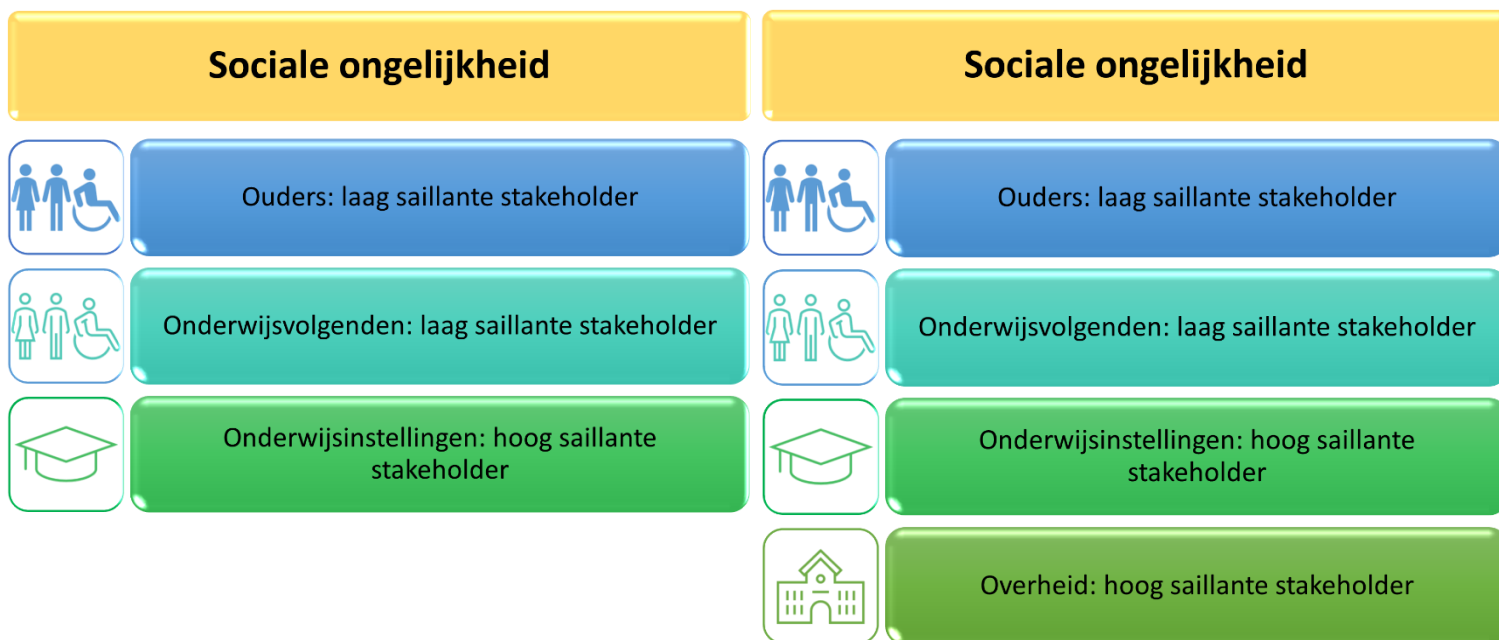 Sociale ongelijkheid
Ouders: laag saillante stakeholder
Onderwijsvolgenden: laag saillante stakeholder
Onderwijsinstellingen: hoog saillante
stakeholder
Sociale ongelijkheid
Ouders: laag saillante stakeholder
Onderwijsvolgenden: laag saillante stakeholder
Onderwijsinstellingen: hoog saillante
stakeholder
Overheid: hoog saillante stakeholder